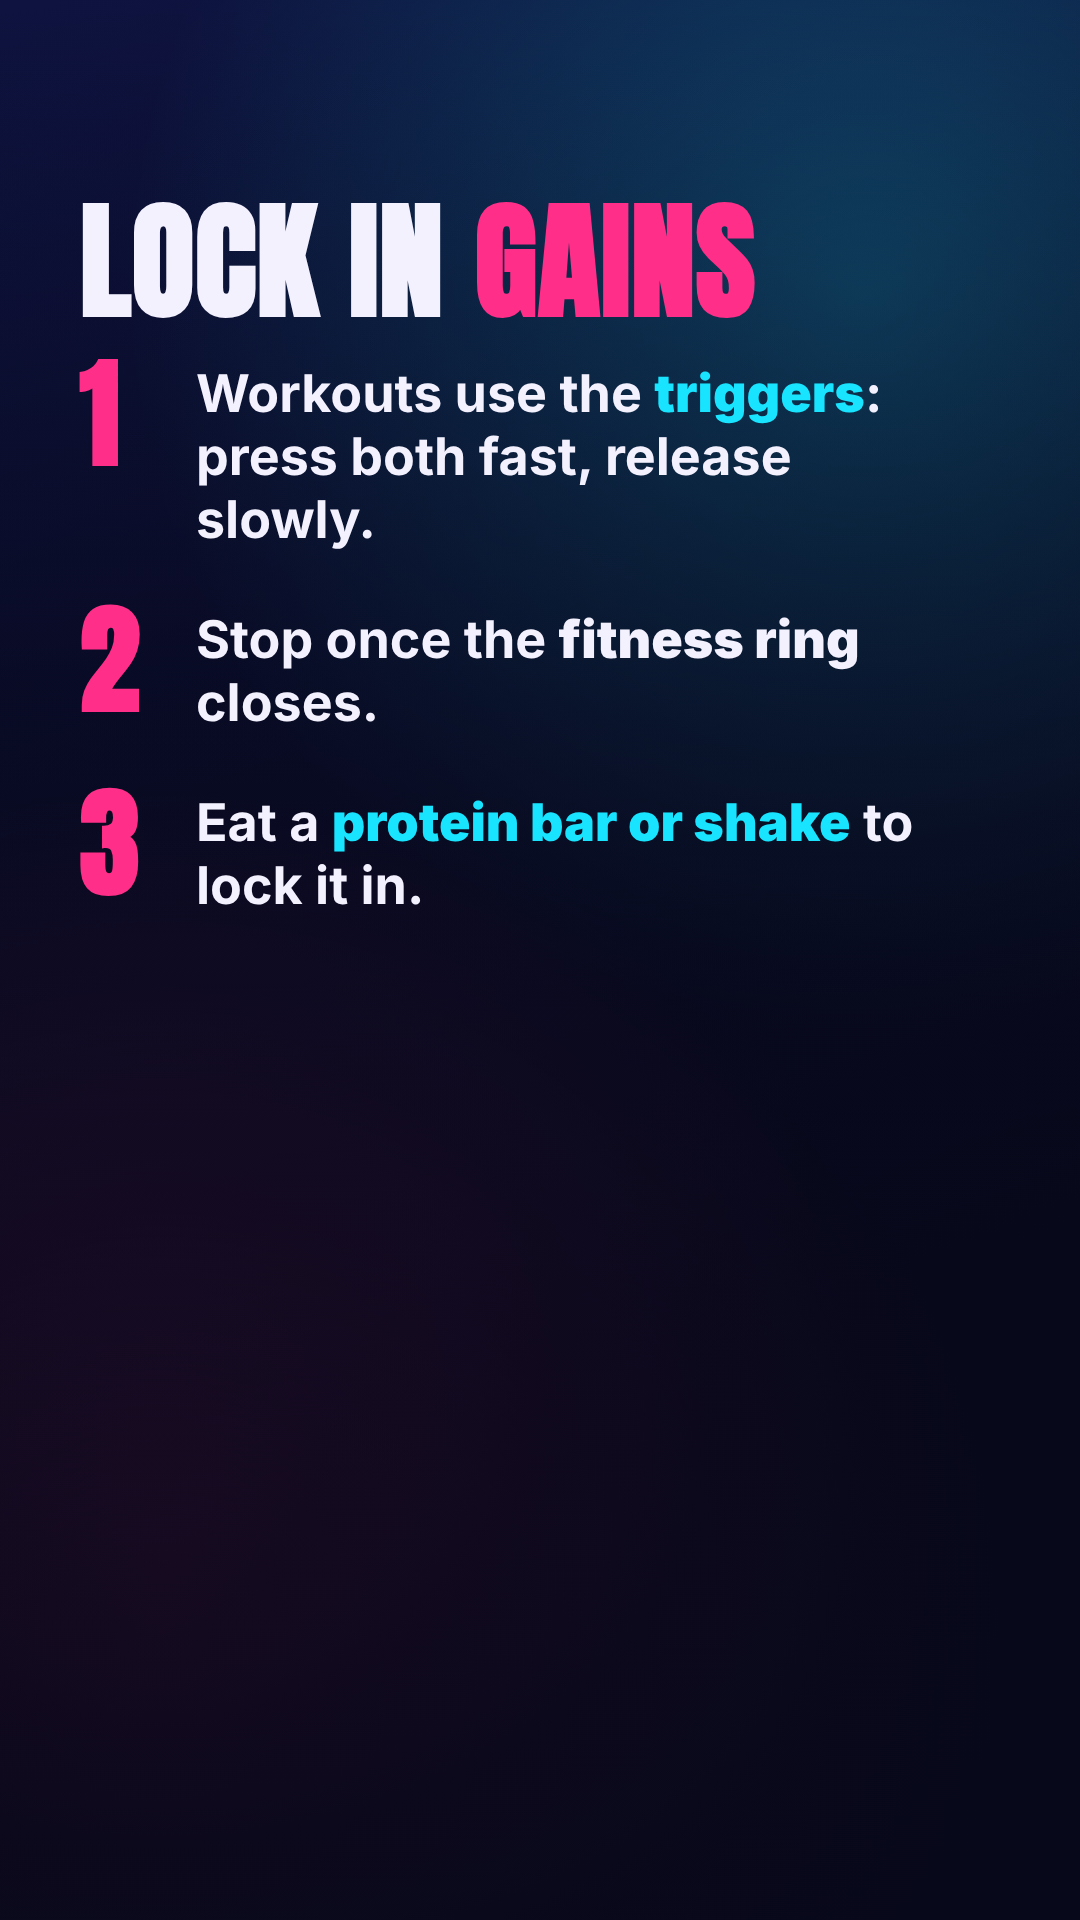 LOCK IN GAINS
1 Workouts use the triggers:
press both fast, release
slowly.
2 Stop once the fitness ring
closes.
3 Eat a protein bar or shake to
lock it in.